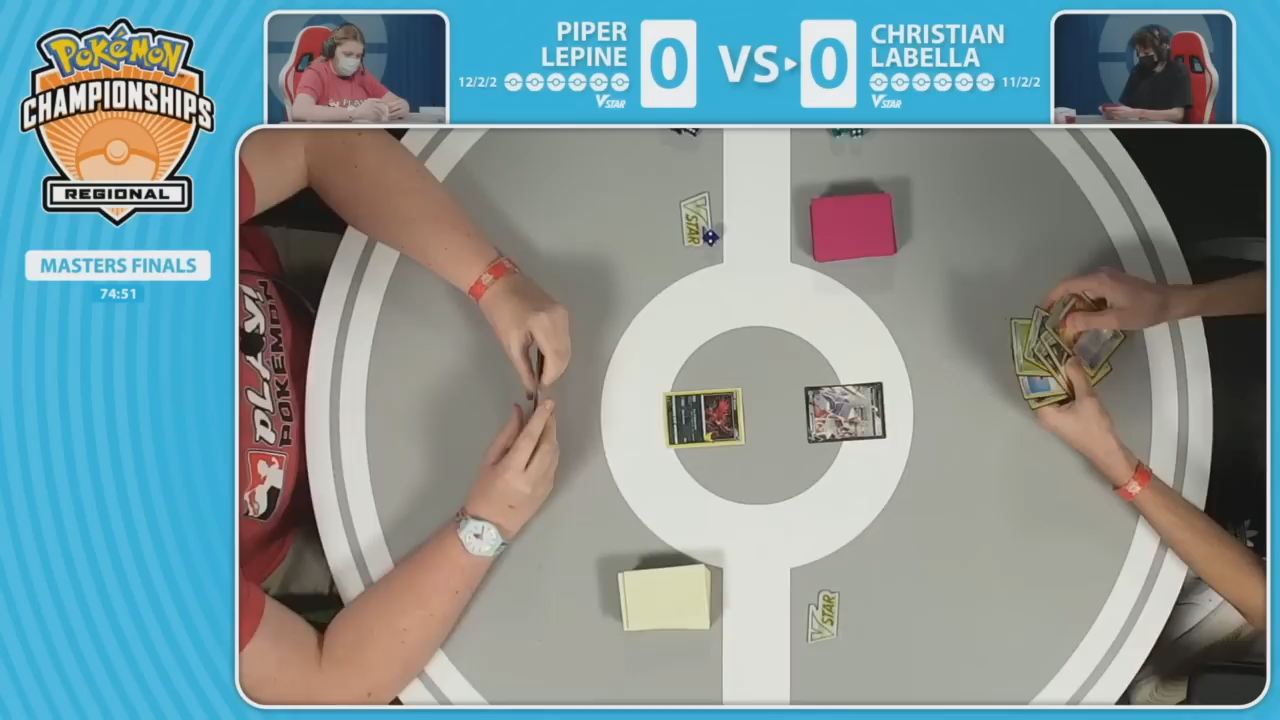 Pokémon
CHAMPIONSHIPS
REGIONAL
MASTERS FINALS
74:51
PIPER
LEPINE
12/2/2
VSTAR
0
VS
0
CHRISTIAN
LABELLA
11/2/2
VSTAR
VSTAR
VSTAR
PLAY!
POKÉMON